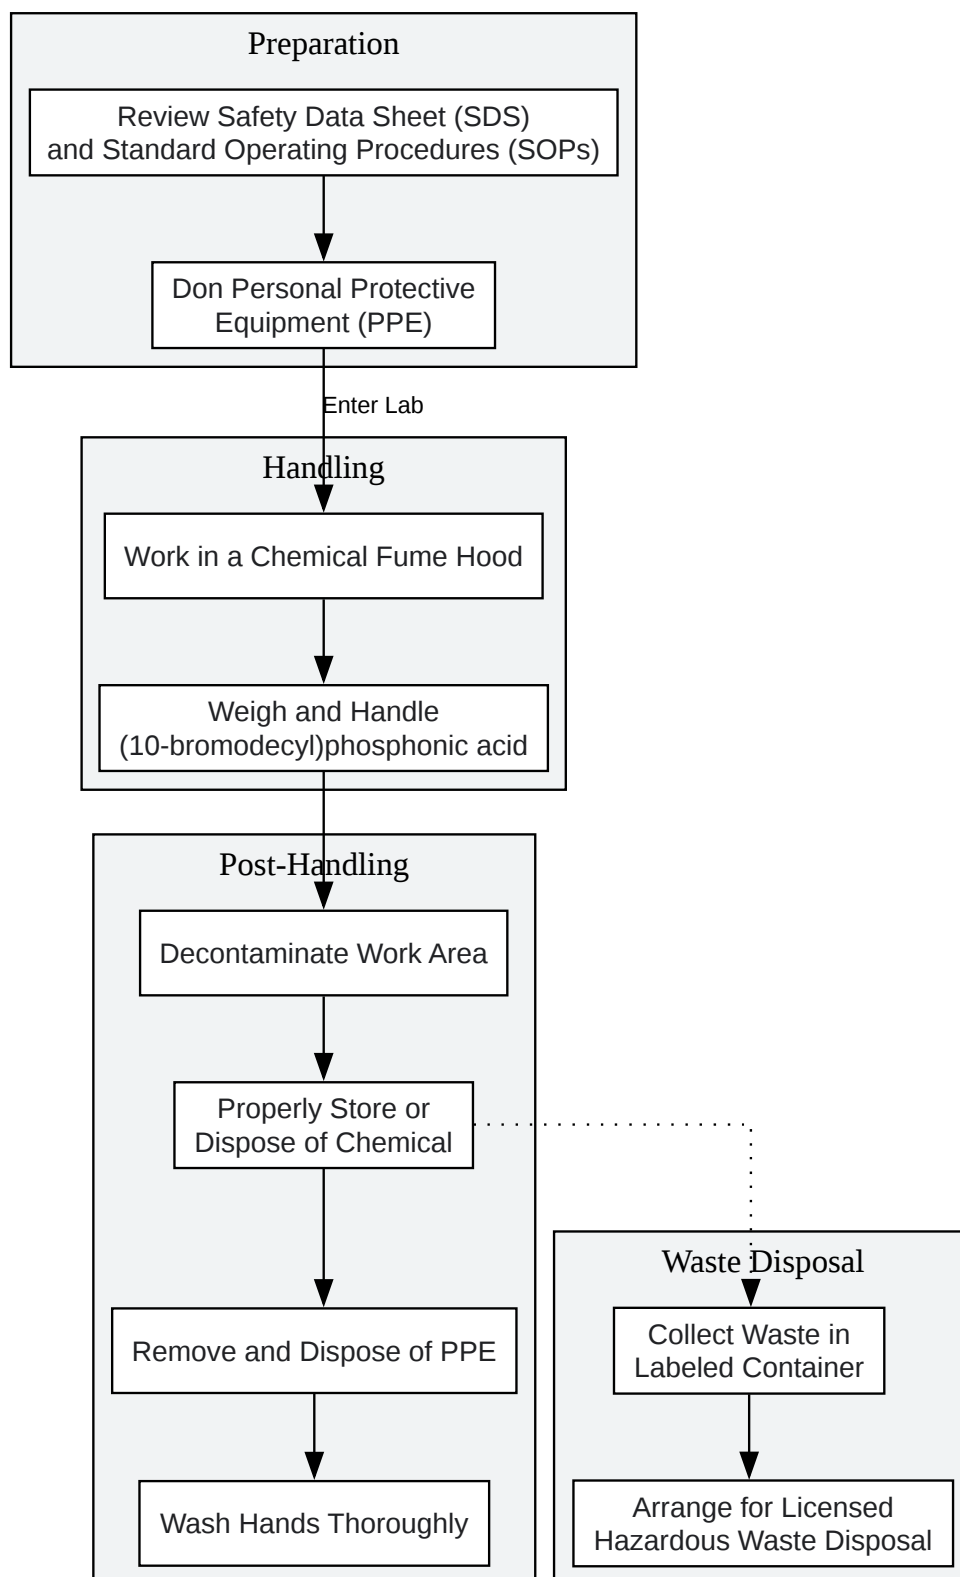 Preparation
Review Safety Data Sheet (SDS)
and Standard Operating Procedures (SOPs)
Don Personal Protective
Equipment (PPE)
Enter Lab
Handling
Work in a Chemical Fume Hood
Weigh and Handle
(10-bromodecyl)phosphonic acid
Post-Handling
Decontaminate Work Area
Properly Store or
Dispose of Chemical
Remove and Dispose of PPE
Wash Hands Thoroughly
Waste Disposal
Collect Waste in
Labeled Container
Arrange for Licensed
Hazardous Waste Disposal